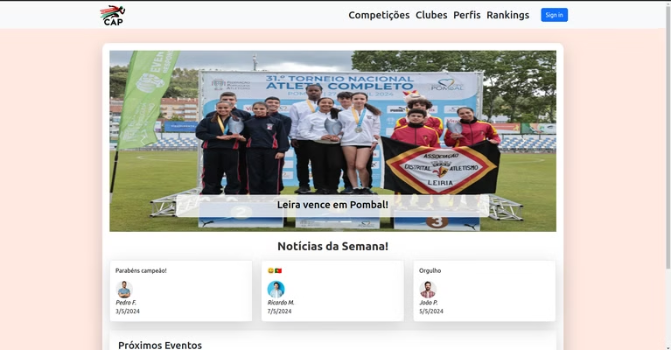 CAP
Competições Clubes Perfis Rankings Sign in
31.º TORNEIO NACIONAL
ATLETA COMPLETO
ASSOCIAÇÃO
DISTRITAL ATLETISMO
LEIRIA
3
Leira vence em Pombal!
Notícias da Semana!
Parabéns campeão!
Pedro F.
3/5/2024
😄🇵🇹
Ricardo M.
7/5/2024
Orgulho
João P.
5/5/2024
Próximos Eventos